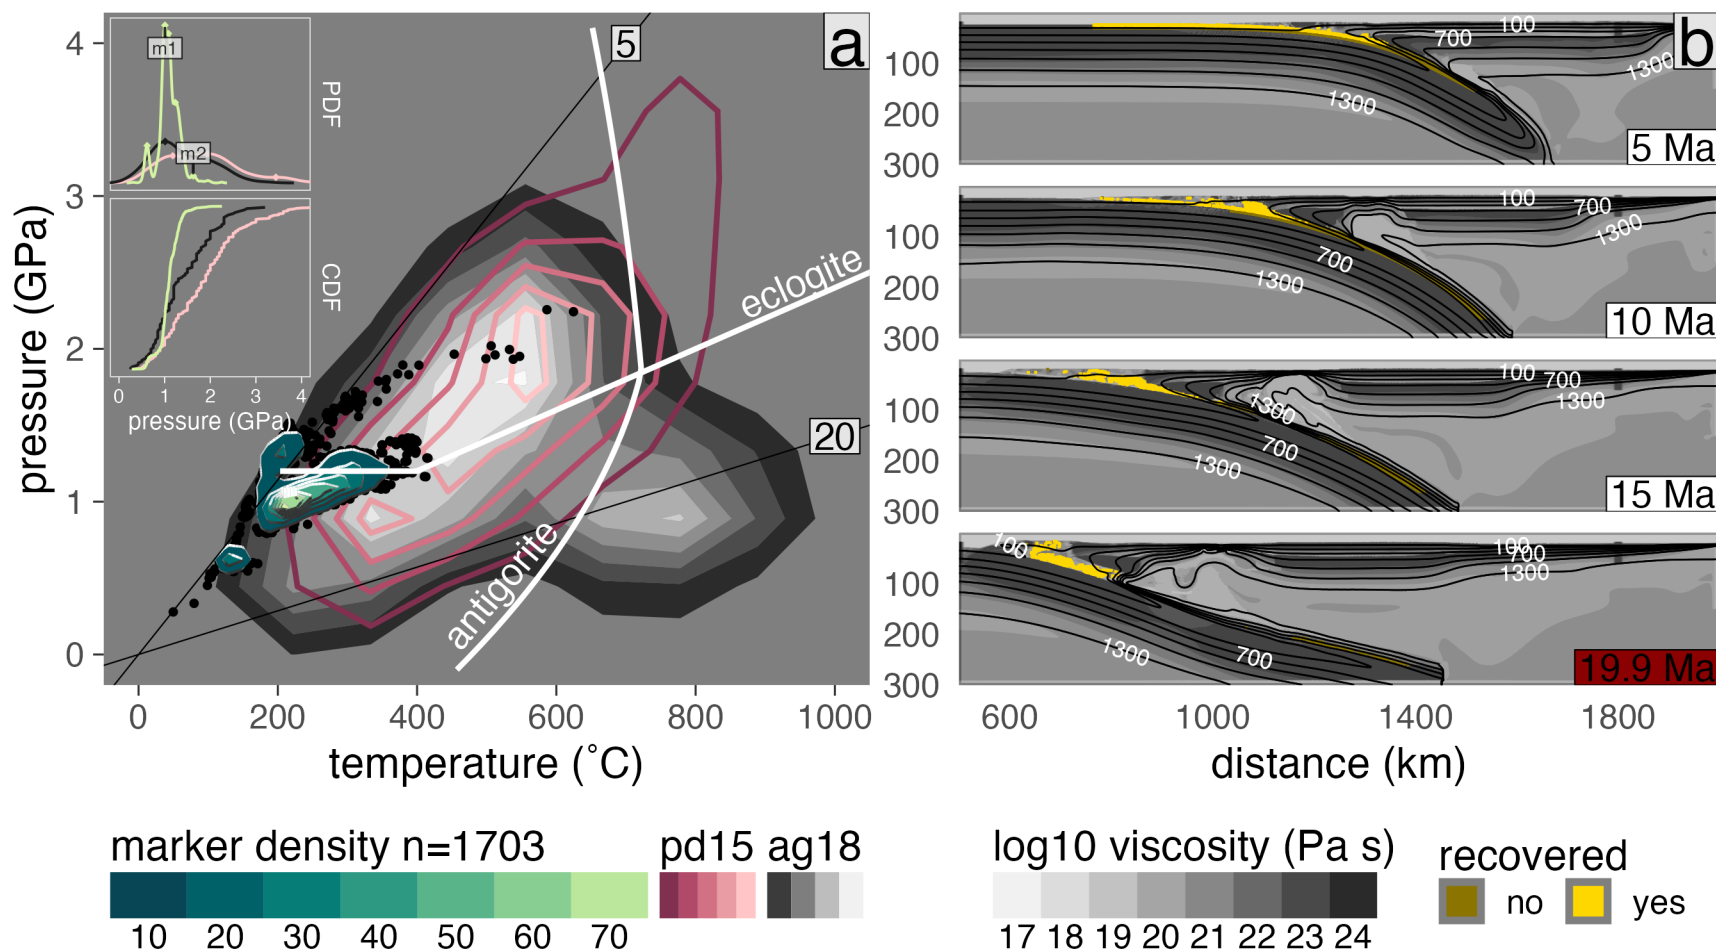 a
4
3
2
1
0
pressure (GPa)
0
200
400
600
800
1000
temperature (˚C)
5
20
eclogite
antigorite
m1
m2
PDF
CDF
0
1
2
3
4
pressure (GPa)
b
100
200
300
100
700
1300
1300
5 Ma
100
200
300
100
700
1300
700
1300
10 Ma
100
200
300
100
700
1300
1300
700
1300
15 Ma
100
200
300
100
100
700
1300
1300
700
19.9 Ma
600
1000
1400
1800
distance (km)
marker density n=1703
10 20 30 40 50 60 70
pd15
ag18
log10 viscosity (Pa s)
17 18 19 20 21 22 23 24
recovered
no
yes